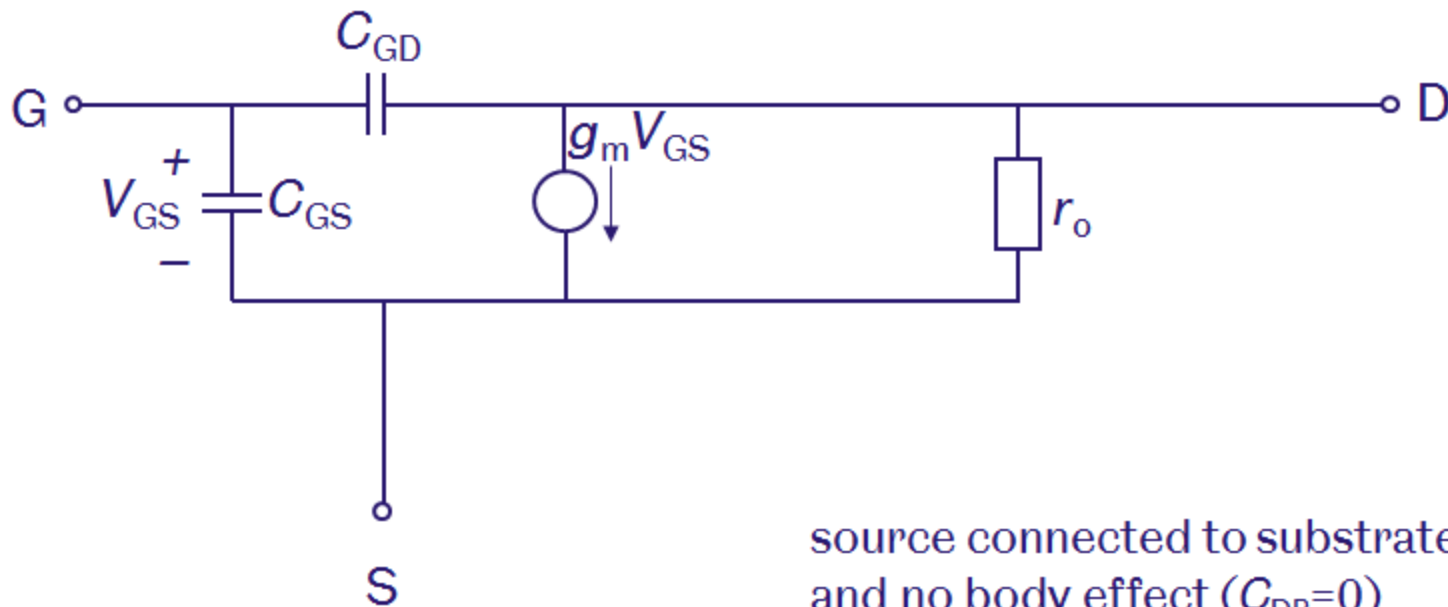 C_GD
G
D
g_mV_GS
+
V_GS
C_GS
−
r_o
source connected to substrate
and no body effect (C_DB=0)
S